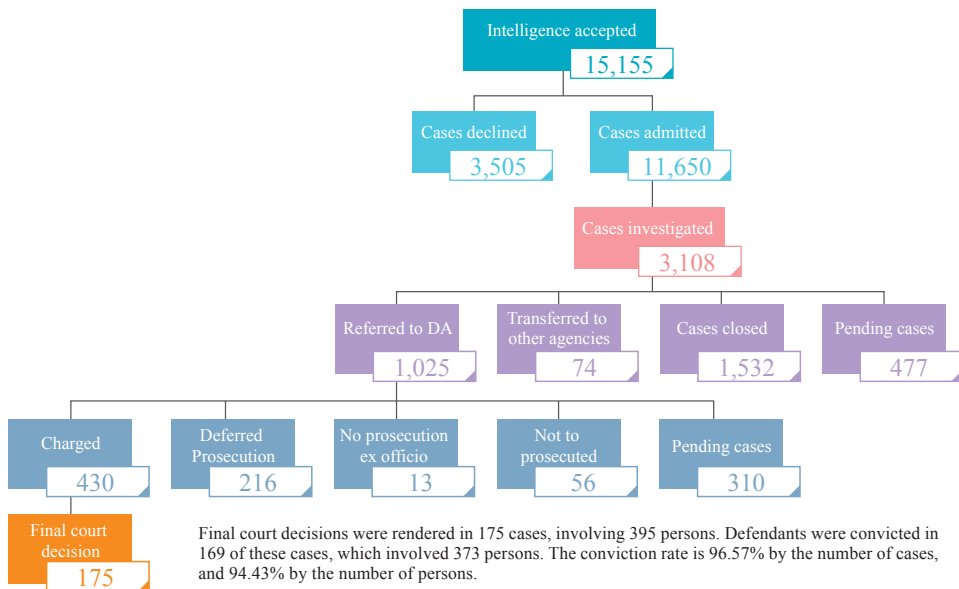 Intelligence accepted
15,155
Cases declined
3,505
Cases admitted
11,650
Cases investigated
3,108
Referred to DA
1,025
Transferred to
other agencies
74
Cases closed
1,532
Pending cases
477
Charged
430
Deferred
Prosecution
216
No prosecution
ex officio
13
Not to
prosecuted
56
Pending cases
310
Final court
decision
175
Final court decisions were rendered in 175 cases, involving 395 persons. Defendants were convicted in
169 of these cases, which involved 373 persons. The conviction rate is 96.57% by the number of cases,
and 94.43% by the number of persons.